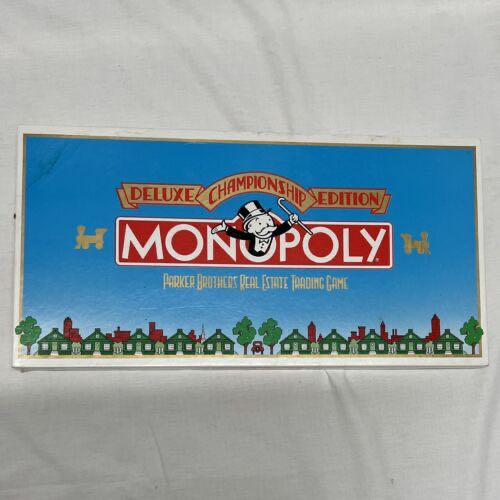 DELUXE CHAMPIONSHIP EDITION
MONOPOLY
PARKER BROTHERS REAL ESTATE TRADING GAME